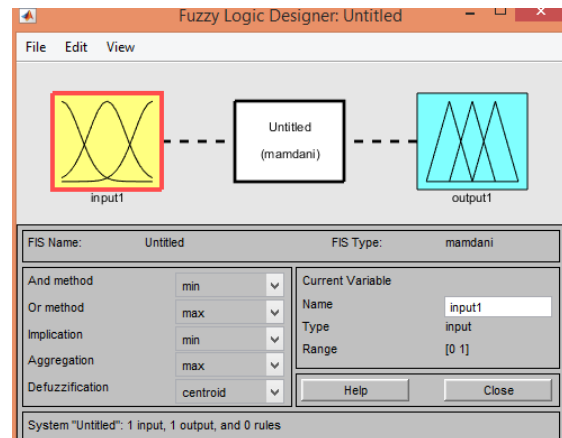 Fuzzy Logic Designer: Untitled
File Edit View
Untitled
(mamdani)
input1
output1
FIS Name: Untitled FIS Type: mamdani
And method min
Or method max
Implication min
Aggregation max
Defuzzification centroid
Current Variable
Name input1
Type input
Range [0 1]
Help Close
System "Untitled": 1 input, 1 output, and 0 rules